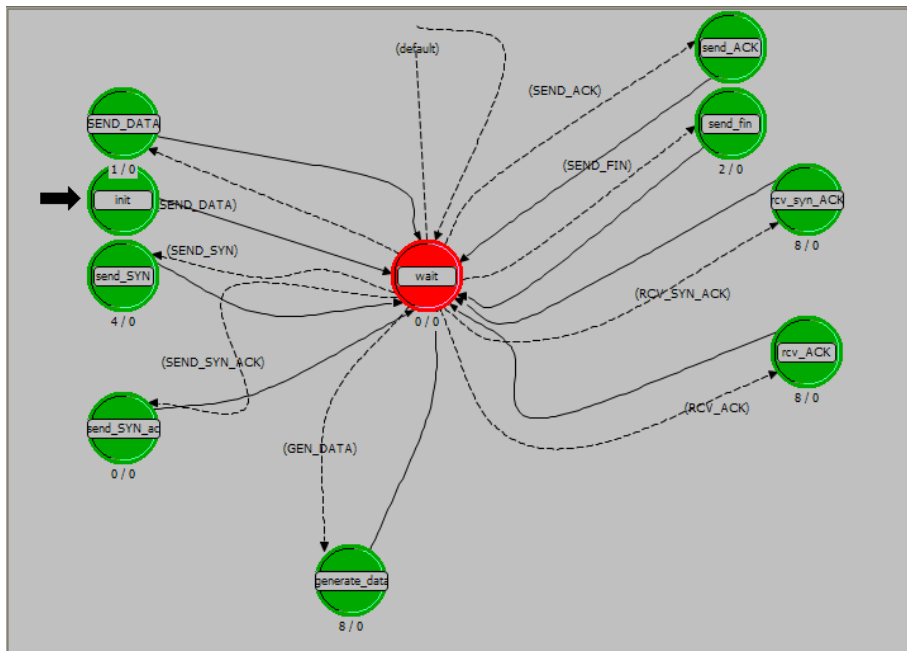 (default)
send_ACK
(SEND_ACK)
SEND_DATA
send_fin
1 / 0
(SEND_FIN)
2 / 0
init
SEND_DATA)
rcv_syn_ACK
8 / 0
(SEND_SYN)
send_SYN
wait
4 / 0
0 / 0
(RCV_SYN_ACK)
(SEND_SYN_ACK)
rcv_ACK
8 / 0
(RCV_ACK)
send_SYN_ac
0 / 0
(GEN_DATA)
generate_data
8 / 0